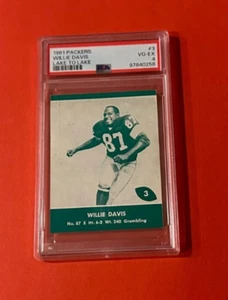 1961 PACKERS #3
WILLIE DAVIS VG-EX
LAKE TO LAKE 4
PSA 97640258
87
3
WILLIE DAVIS
No. 87 E Ht. 6-3 Wt. 240 Grambling